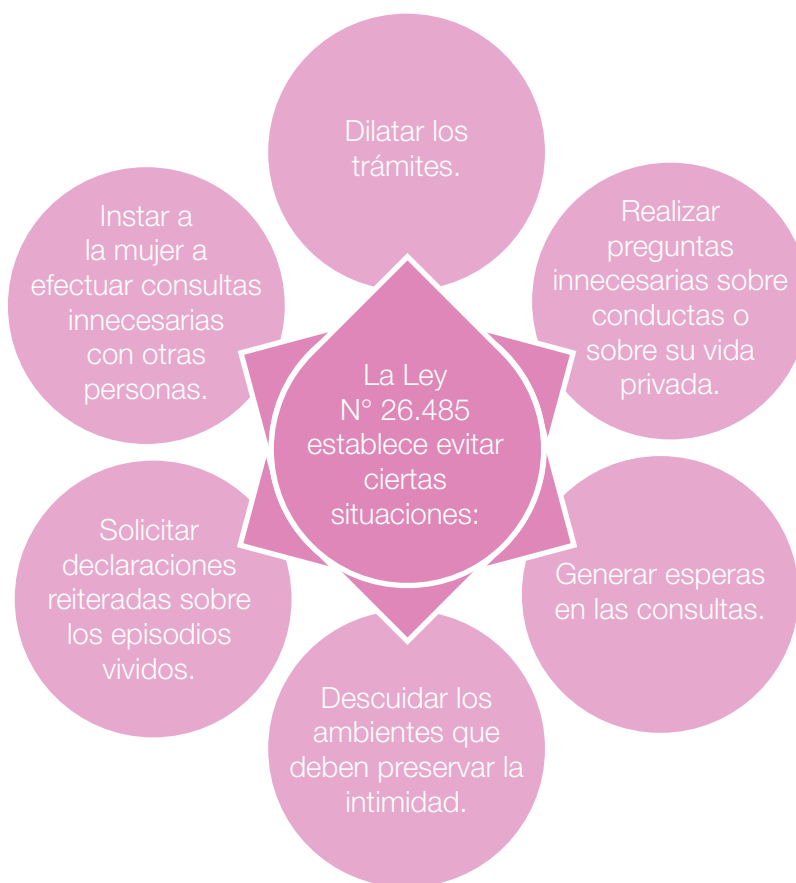 La Ley
N° 26.485
establece evitar
ciertas
situaciones:
Dilatar los
trámites.
Realizar
preguntas
innecesarias sobre
conductas o
sobre su vida
privada.
Generar esperas
en las consultas.
Descuidar los
ambientes que
deben preservar la
intimidad.
Solicitar
declaraciones
reiteradas sobre
los episodios
vividos.
Instar a
la mujer a
efectuar consultas
innecesarias
con otras
personas.